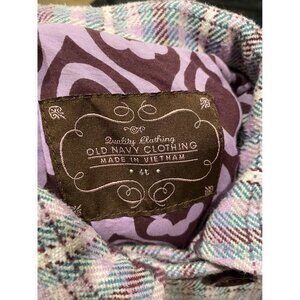 Quality Clothing
OLD NAVY CLOTHING
MADE IN VIETNAM
4t